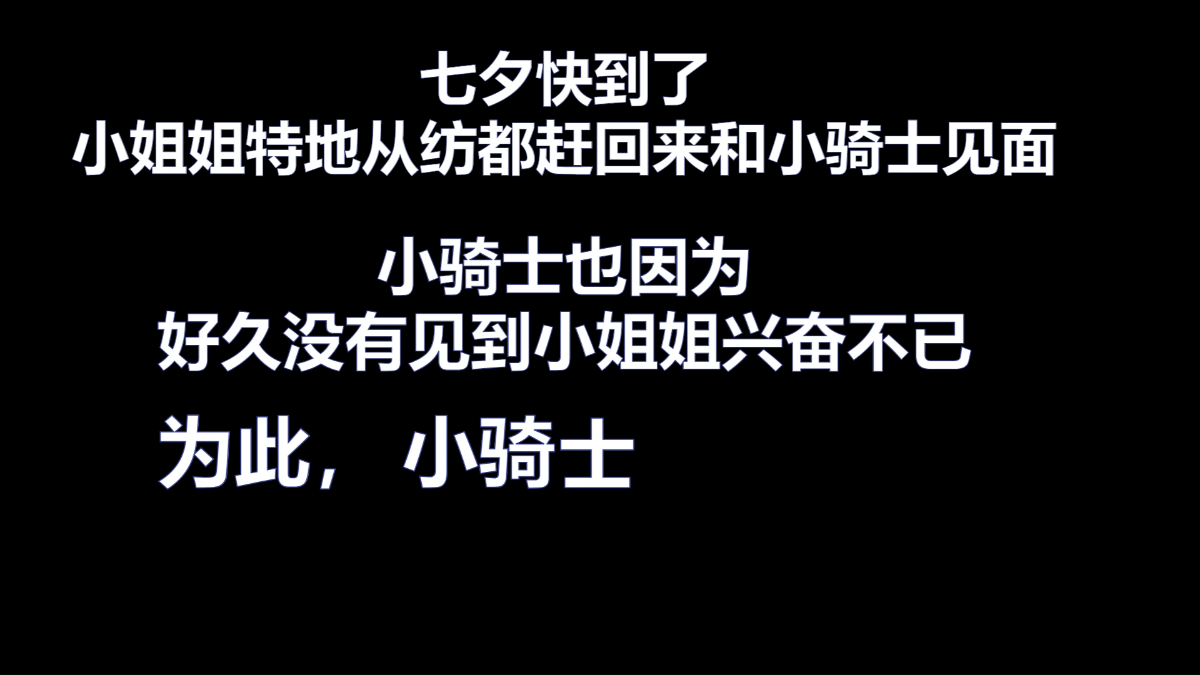 七夕快到了
小姐姐特地从纺都赶回来和小骑士见面
小骑士也因为
好久没有见到小姐姐兴奋不已
为此，小骑士